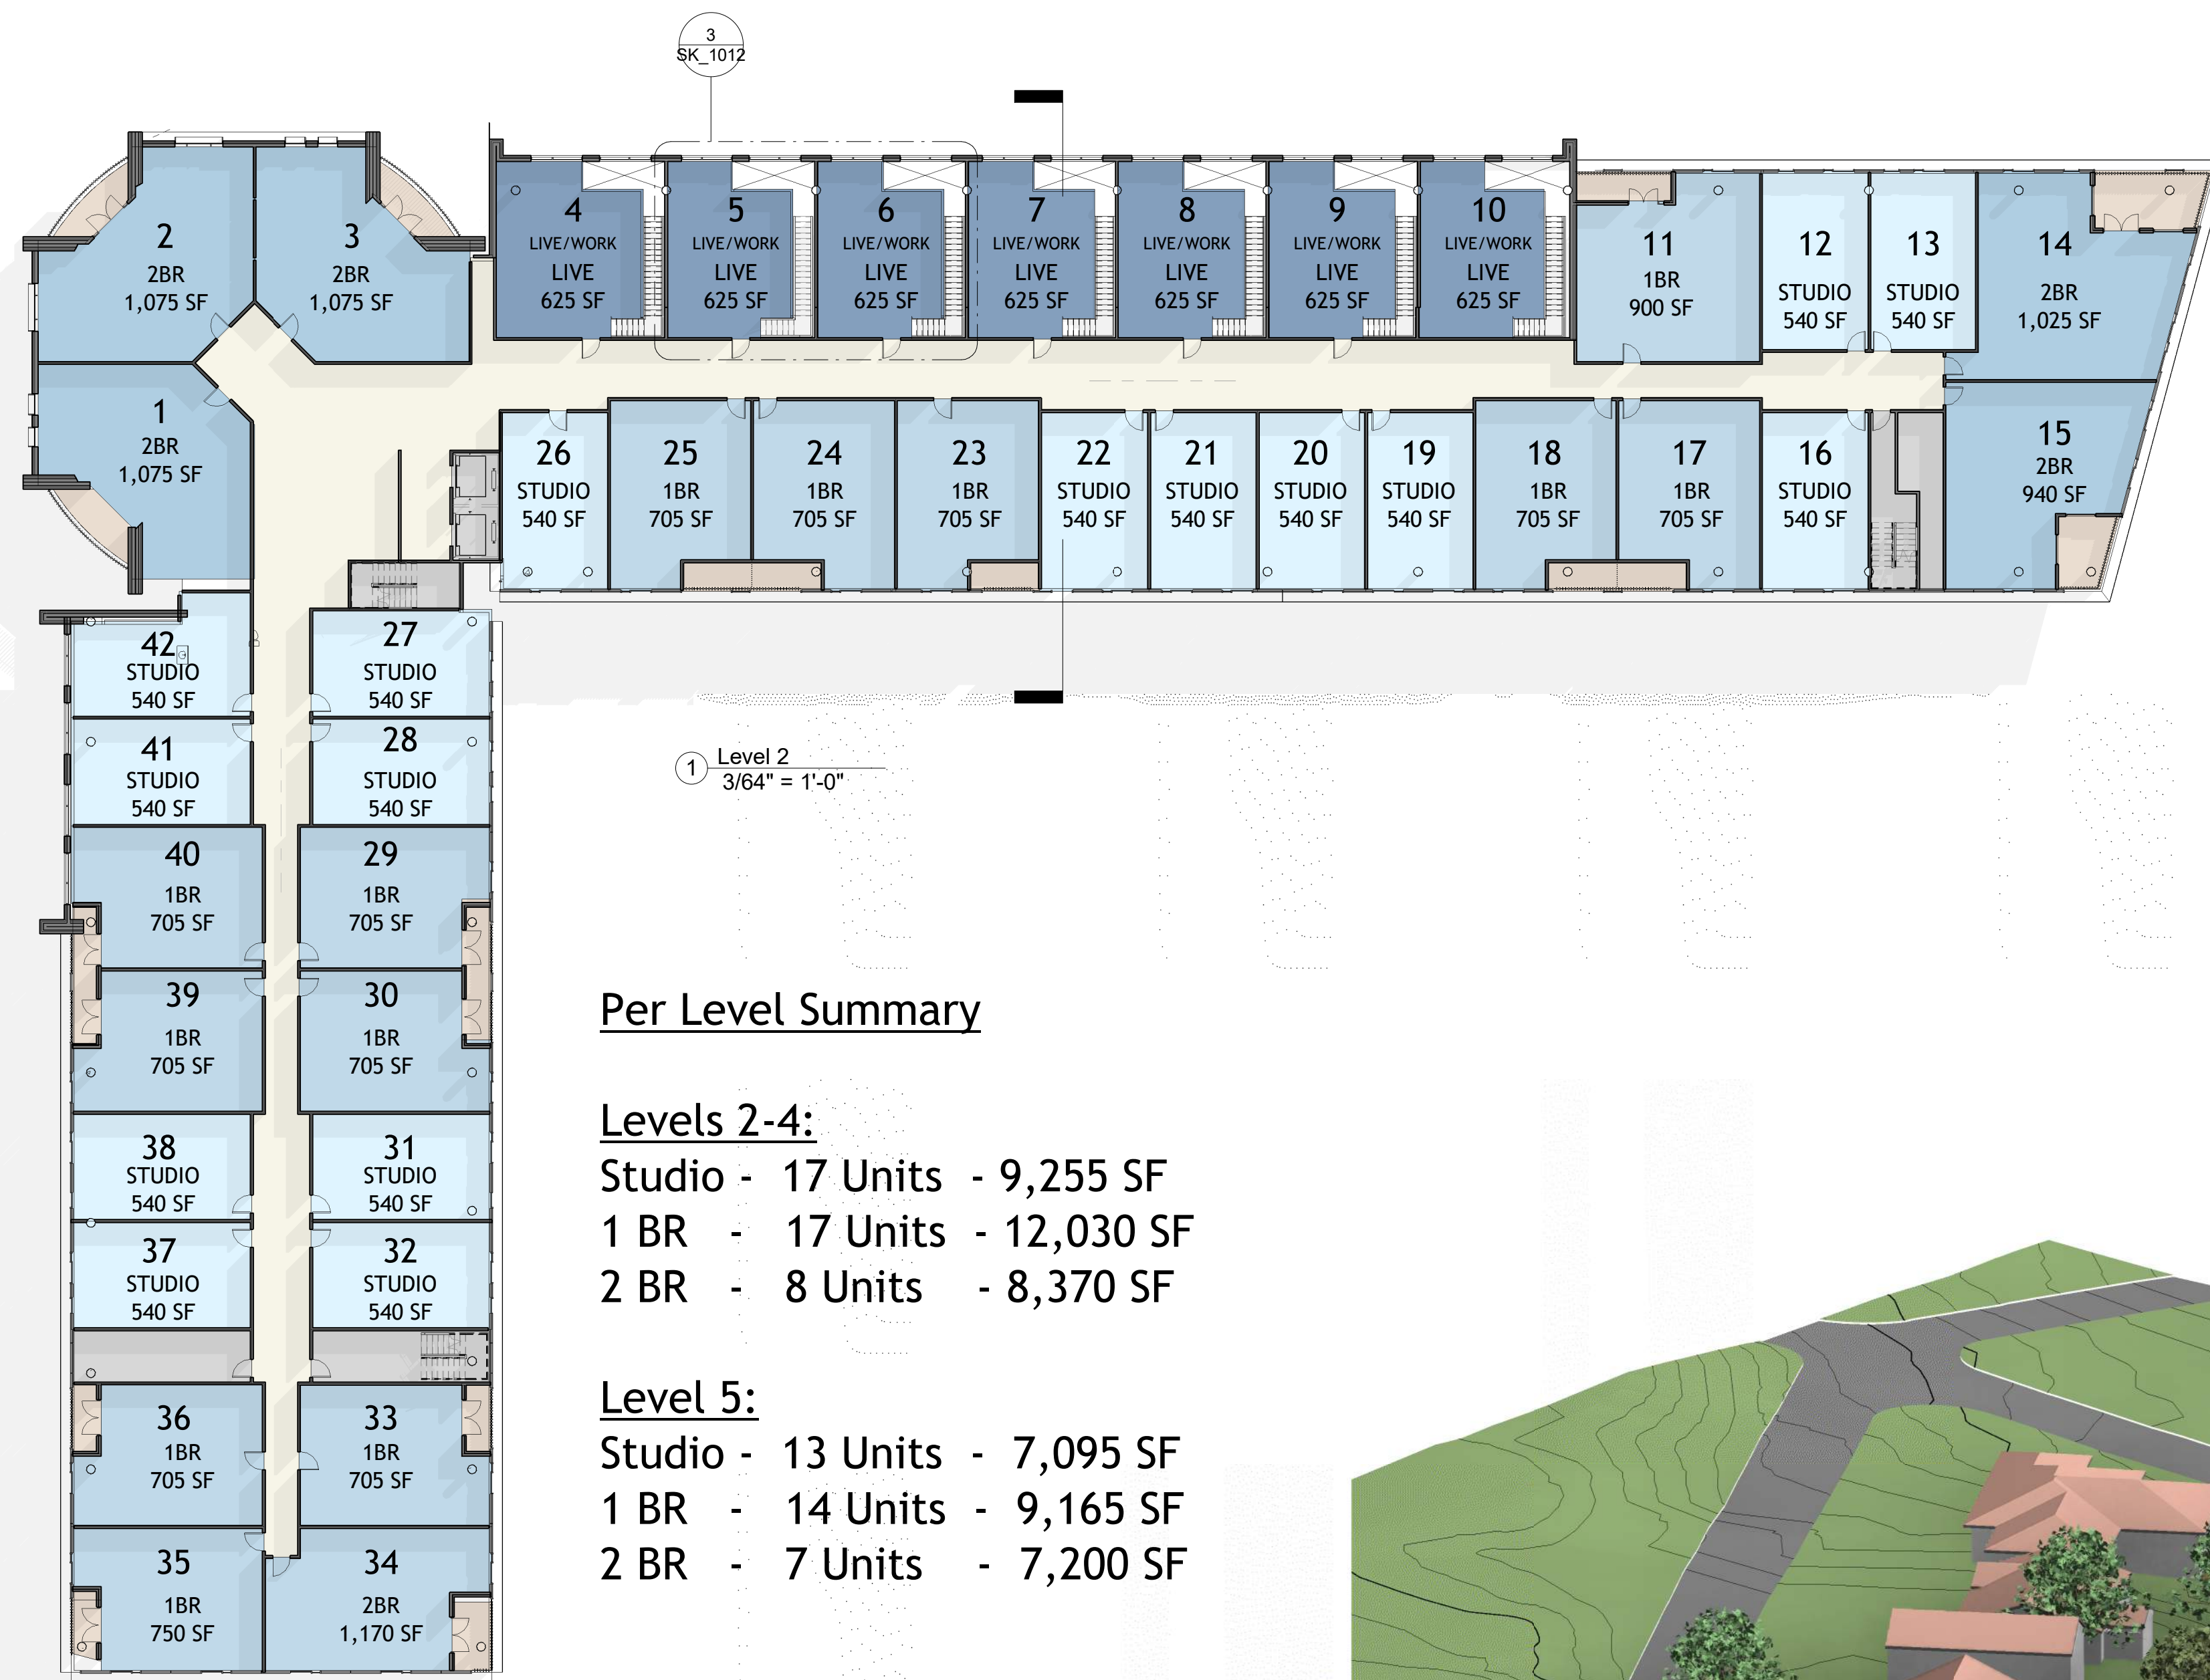 3
SK_1012
2
2BR
1,075 SF
3
2BR
1,075 SF
4
LIVE/WORK
LIVE
625 SF
5
LIVE/WORK
LIVE
625 SF
6
LIVE/WORK
LIVE
625 SF
7
LIVE/WORK
LIVE
625 SF
8
LIVE/WORK
LIVE
625 SF
9
LIVE/WORK
LIVE
625 SF
10
LIVE/WORK
LIVE
625 SF
11
1BR
900 SF
12
STUDIO
540 SF
13
STUDIO
540 SF
14
2BR
1,025 SF
1
2BR
1,075 SF
26
STUDIO
540 SF
25
1BR
705 SF
24
1BR
705 SF
23
1BR
705 SF
22
STUDIO
540 SF
21
STUDIO
540 SF
20
STUDIO
540 SF
19
STUDIO
540 SF
18
1BR
705 SF
17
1BR
705 SF
16
STUDIO
540 SF
15
2BR
940 SF
42
STUDIO
540 SF
27
STUDIO
540 SF
41
STUDIO
540 SF
28
STUDIO
540 SF
40
1BR
705 SF
29
1BR
705 SF
39
1BR
705 SF
30
1BR
705 SF
38
STUDIO
540 SF
31
STUDIO
540 SF
37
STUDIO
540 SF
32
STUDIO
540 SF
36
1BR
705 SF
33
1BR
705 SF
35
1BR
750 SF
34
2BR
1,170 SF
1
Level 2
3/64" = 1'-0"
Per Level Summary
Levels 2-4:
Studio - 17 Units - 9,255 SF
1 BR - 17 Units - 12,030 SF
2 BR - 8 Units - 8,370 SF
Level 5:
Studio - 13 Units - 7,095 SF
1 BR - 14 Units - 9,165 SF
2 BR - 7 Units - 7,200 SF